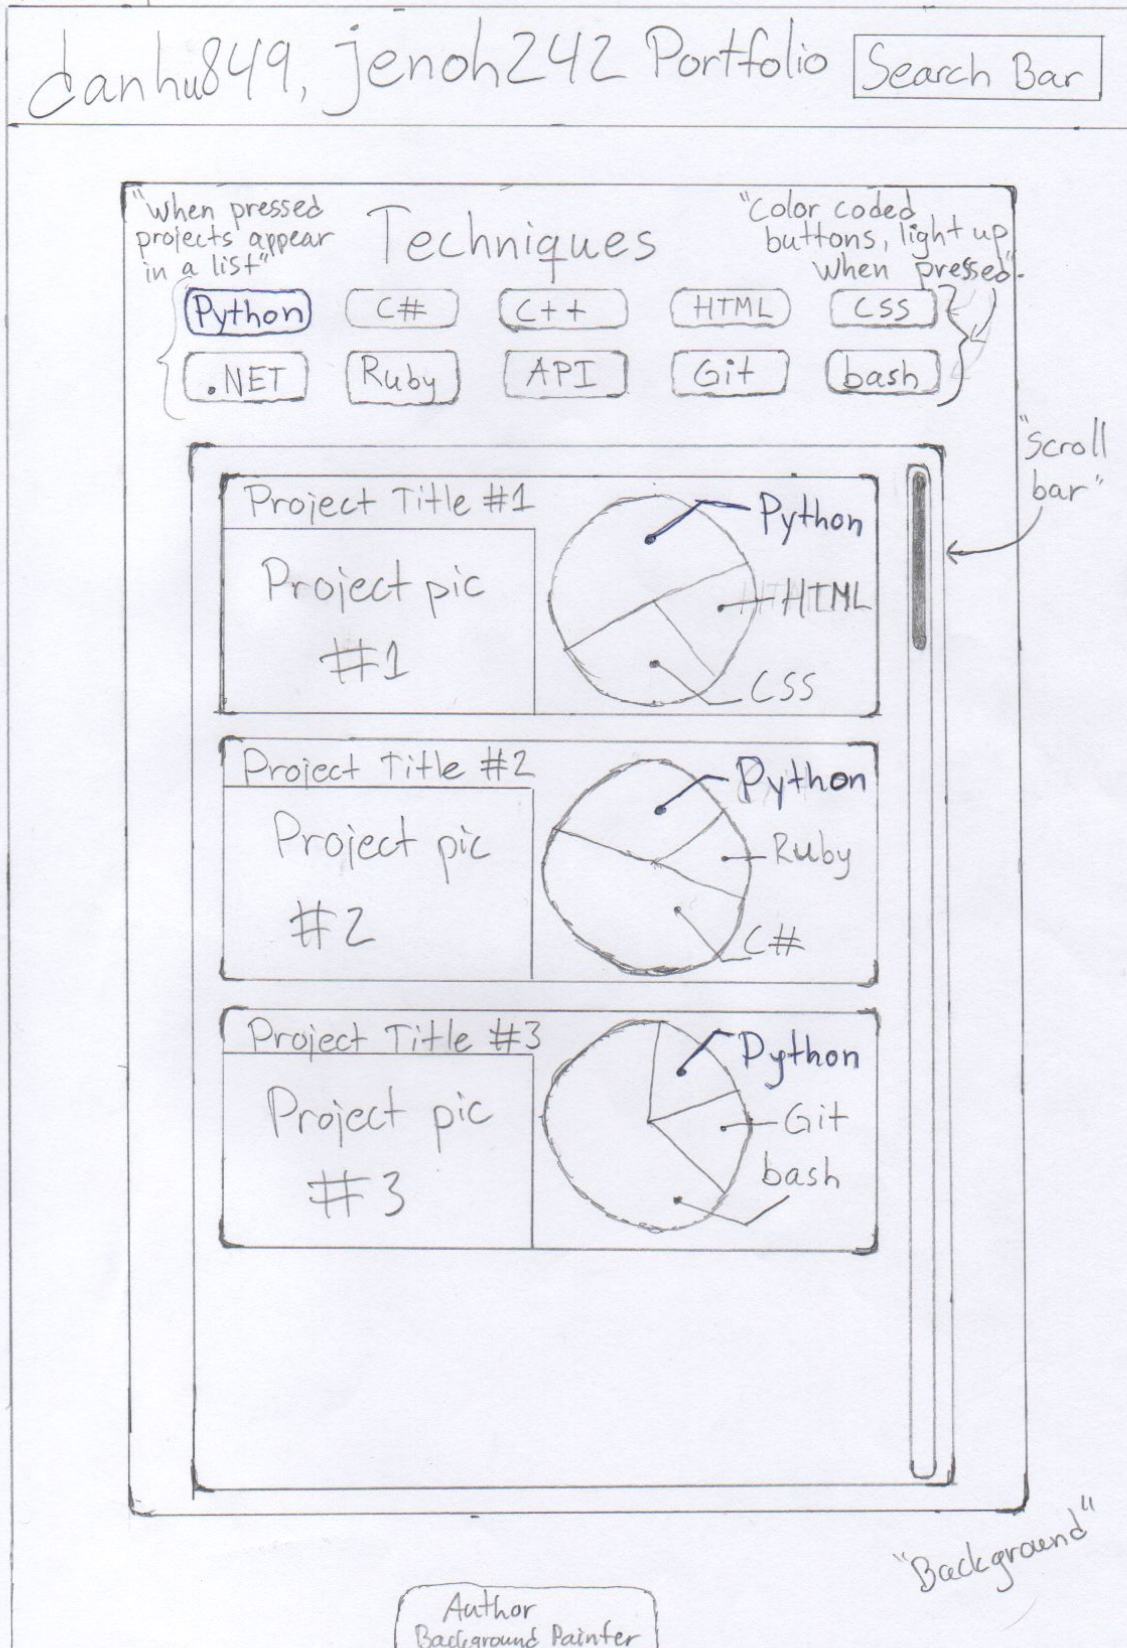 danhu849, jenoh242 Portfolio
Search Bar
"When pressed
projects appear
in a list"
Techniques
"Color coded
buttons, light up
when pressed".
Python
C#
C++
HTML
CSS
.NET
Ruby
API
Git
bash
"Scroll
bar"
Project Title #1
Project pic
#1
Python
HTML
CSS
Project Title #2
Project pic
#2
Python
Ruby
C#
Project Title #3
Project pic
#3
Python
Git
bash
"Background"
Author
Background Painter